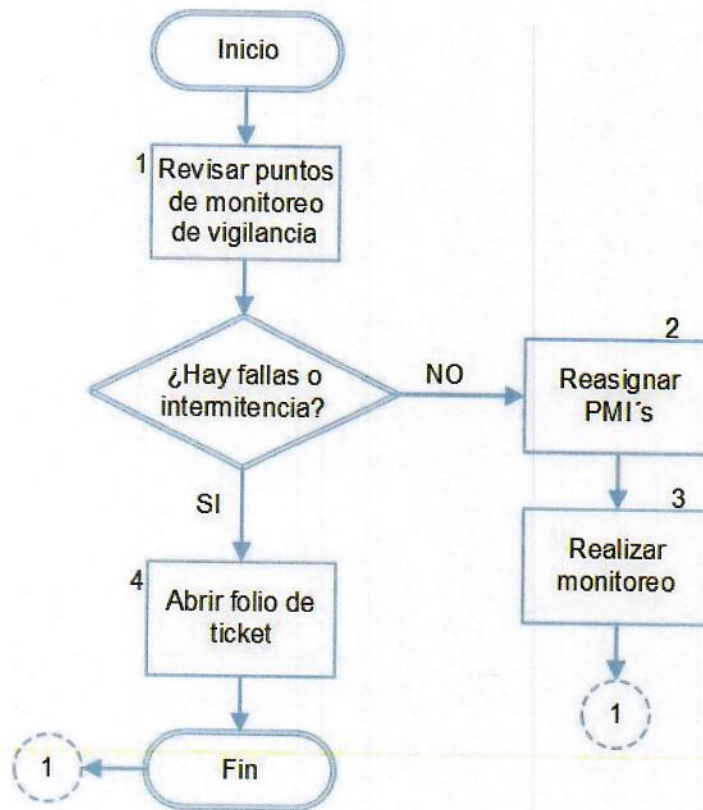 Inicio
1
Revisar puntos
de monitoreo
de vigilancia
¿Hay fallas o
intermitencia?
NO
2
Reasignar
PMI´s
SI
3
Realizar
monitoreo
4
Abrir folio de
ticket
1
1
Fin